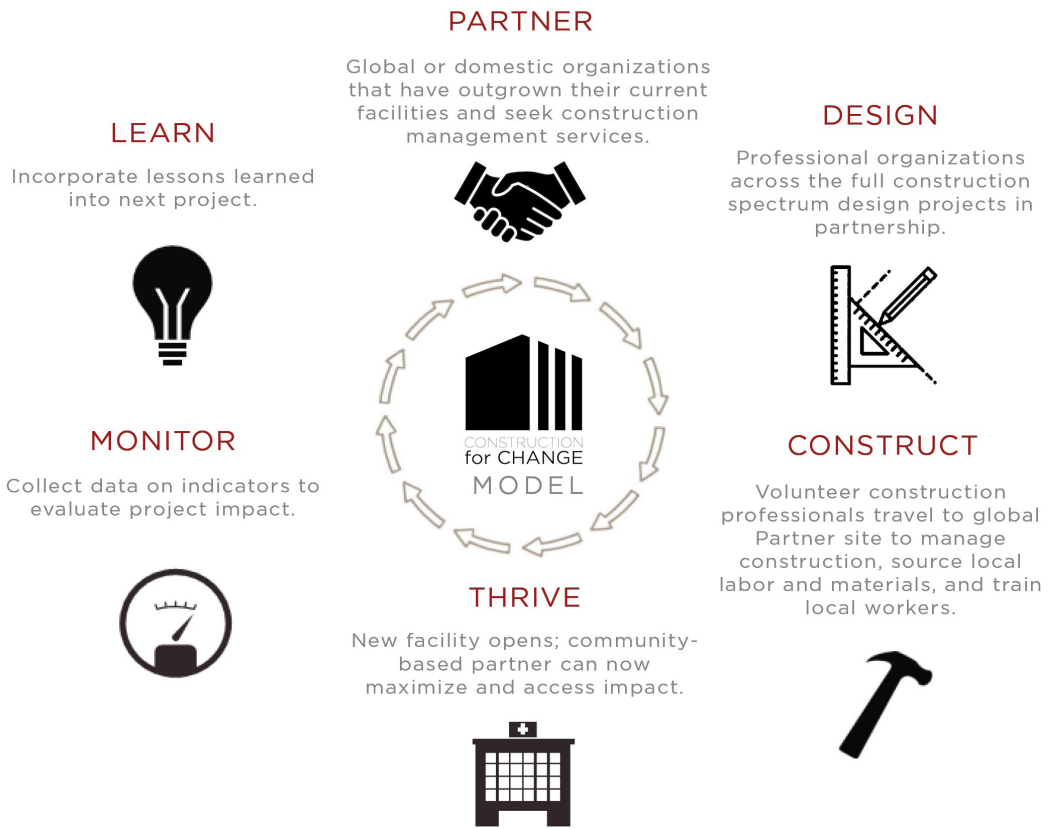 PARTNER
Global or domestic organizations
that have outgrown their current
facilities and seek construction
management services.
DESIGN
Professional organizations
across the full construction
spectrum design projects in
partnership.
CONSTRUCT
Volunteer construction
professionals travel to global
Partner site to manage
construction, source local
labor and materials, and train
local workers.
THRIVE
New facility opens; community-
based partner can now
maximize and access impact.
MONITOR
Collect data on indicators to
evaluate project impact.
LEARN
Incorporate lessons learned
into next project.
CONSTRUCTION
for CHANGE
MODEL